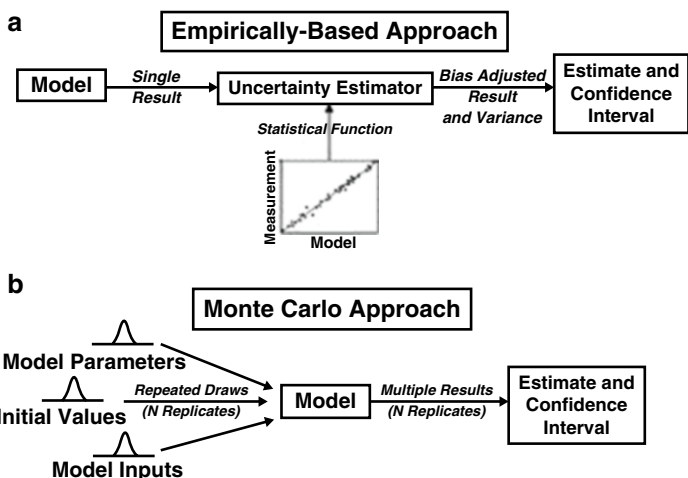 a
Empirically-Based Approach
Model
Single
Result
Uncertainty Estimator
Bias Adjusted
Result
and Variance
Estimate and
Confidence
Interval
Statistical Function
Measurement
Model
b
Monte Carlo Approach
Model Parameters
Initial Values
Model Inputs
Repeated Draws
(N Replicates)
Model
Multiple Results
(N Replicates)
Estimate and
Confidence
Interval